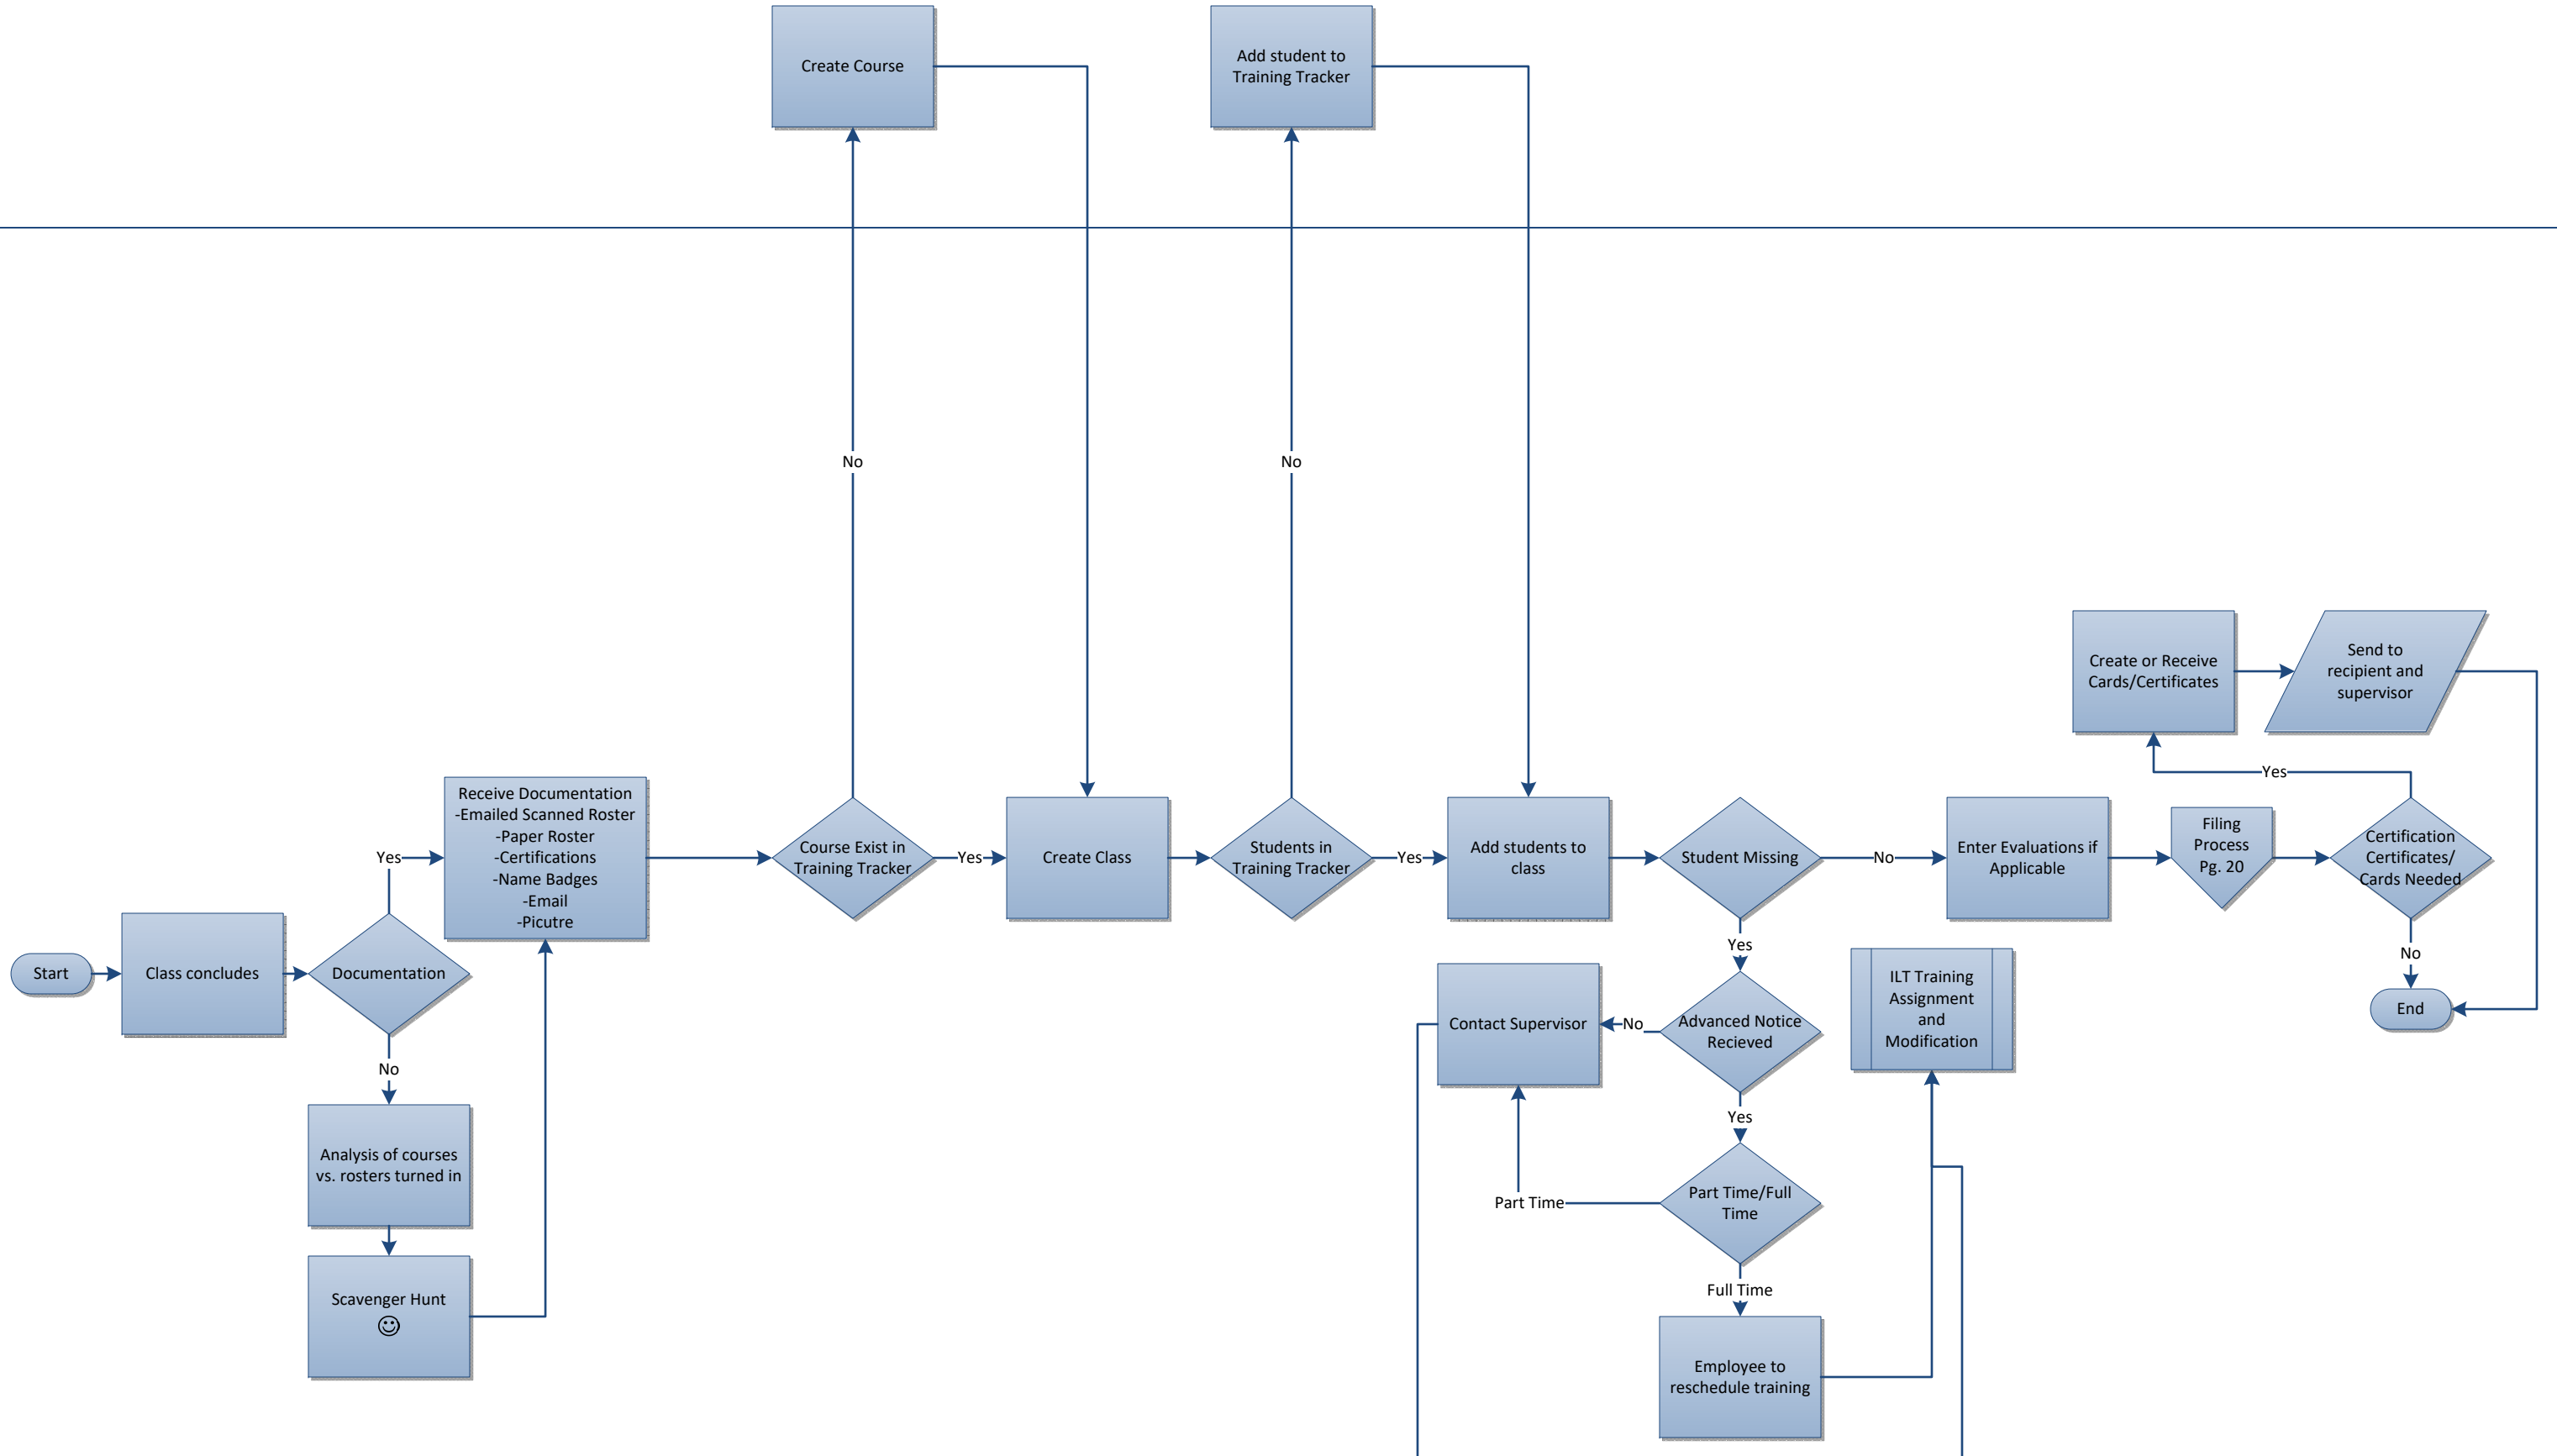 Create Course
Add student to
Training Tracker
No
No
Create or Receive
Cards/Certificates
Send to
recipient and
supervisor
Yes
Receive Documentation
-Emailed Scanned Roster
-Paper Roster
-Certifications
-Name Badges
-Email
-Picutre
Yes
Course Exist in
Training Tracker
Yes
Create Class
Students in
Training Tracker
Yes
Add students to
class
Student Missing
No
Enter Evaluations if
Applicable
Filing
Process
Pg. 20
Certification
Certificates/
Cards Needed
Start
Class concludes
Documentation
Yes
No
Contact Supervisor
No
Advanced Notice
Recieved
ILT Training
Assignment
and
Modification
End
No
Yes
Analysis of courses
vs. rosters turned in
Part Time
Part Time/Full
Time
Full Time
Scavenger Hunt
☺
Employee to
reschedule training